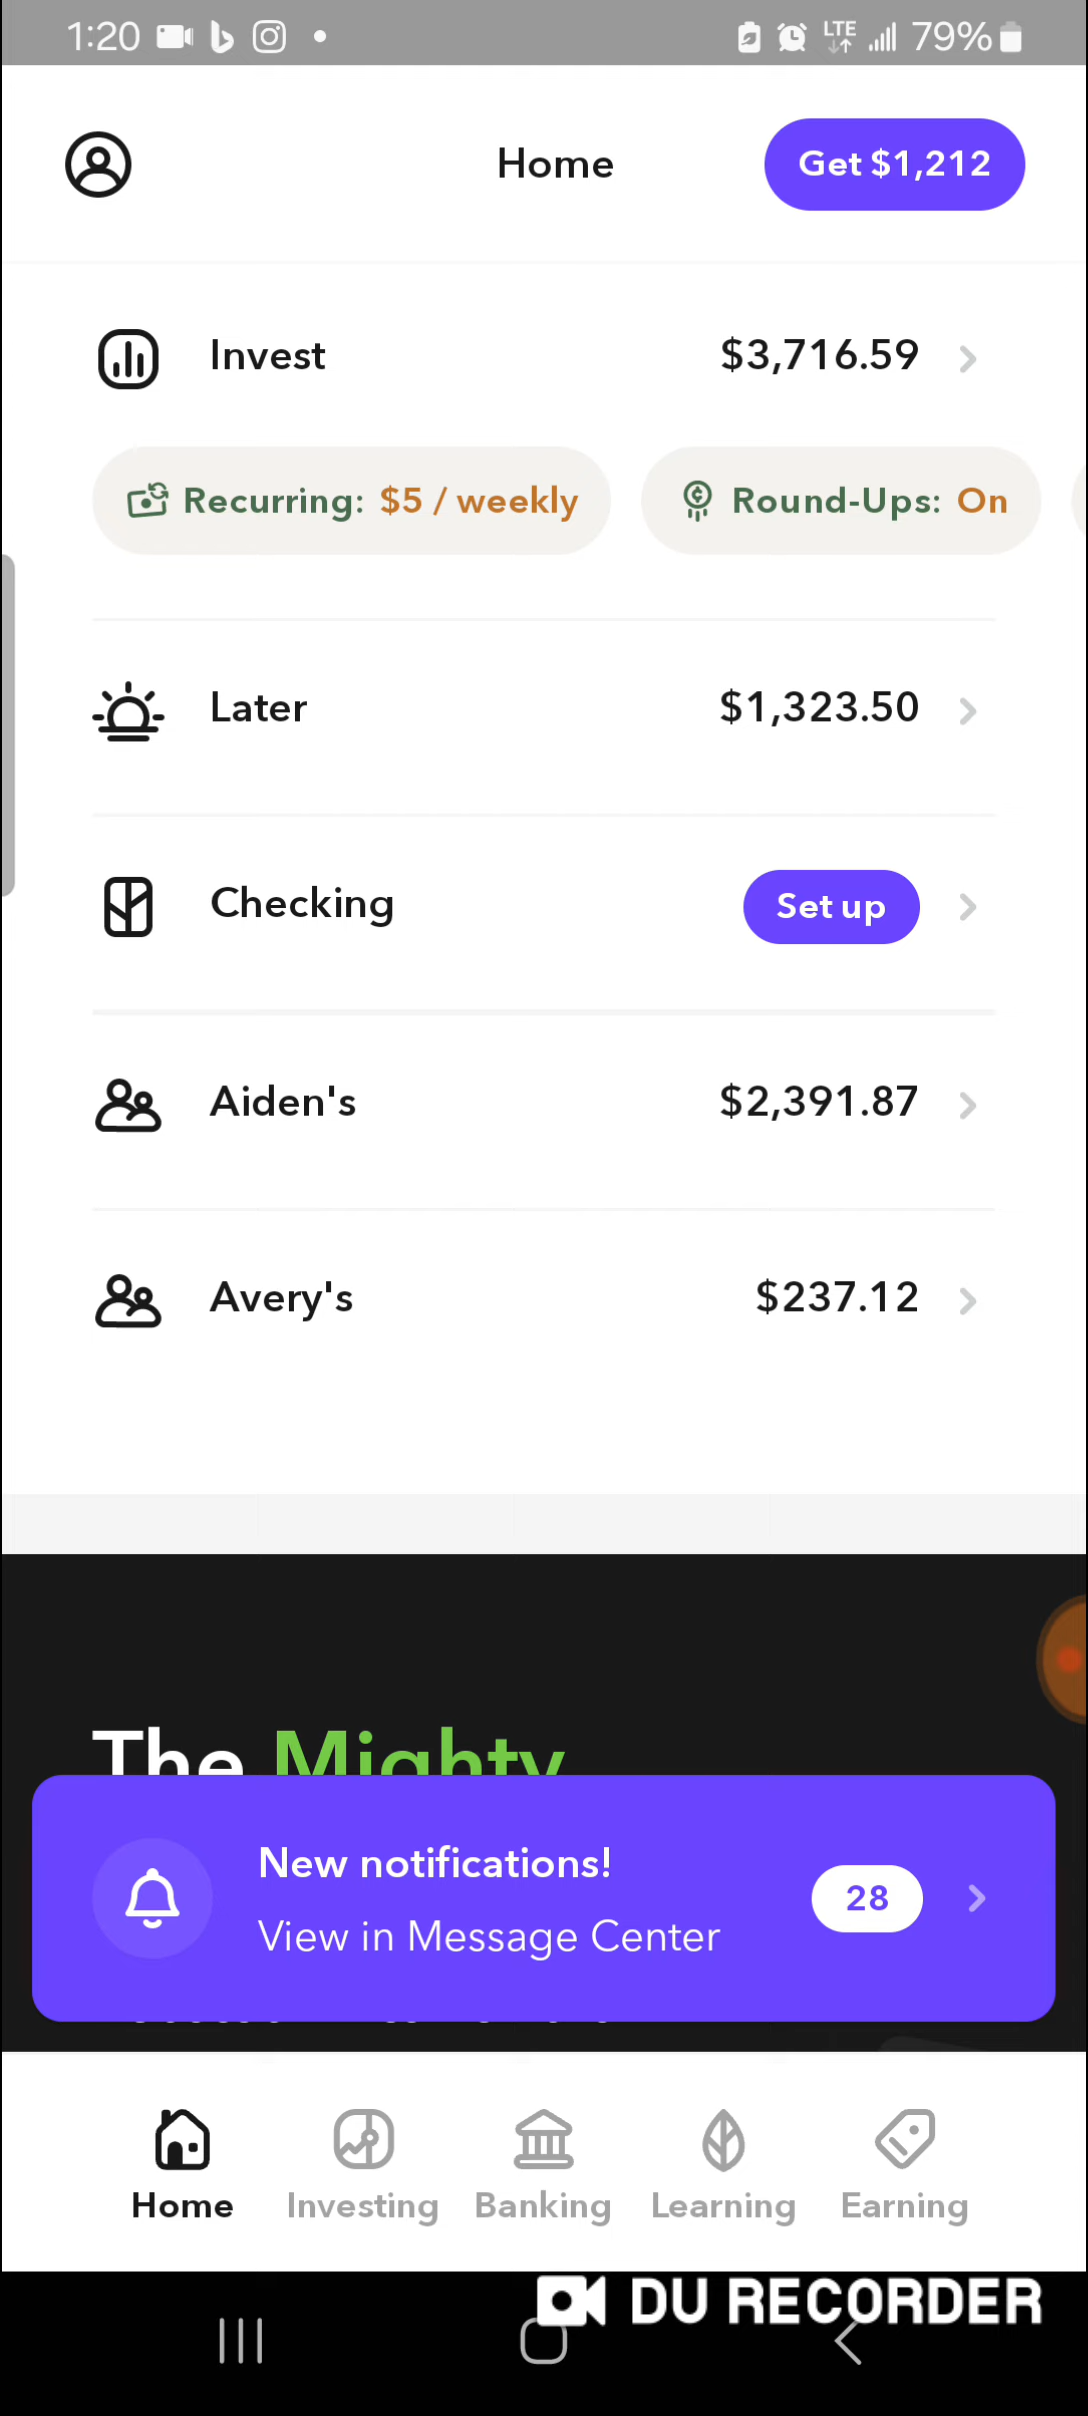 1:20 LTE 79%
Home Get $1,212
Invest $3,716.59
Recurring: $5 / weekly Round-Ups: On
Later $1,323.50
Checking Set up
Aiden's $2,391.87
Avery's $237.12
The Mighty
New notifications!
View in Message Center
28
Home Investing Banking Learning Earning
DU RECORDER